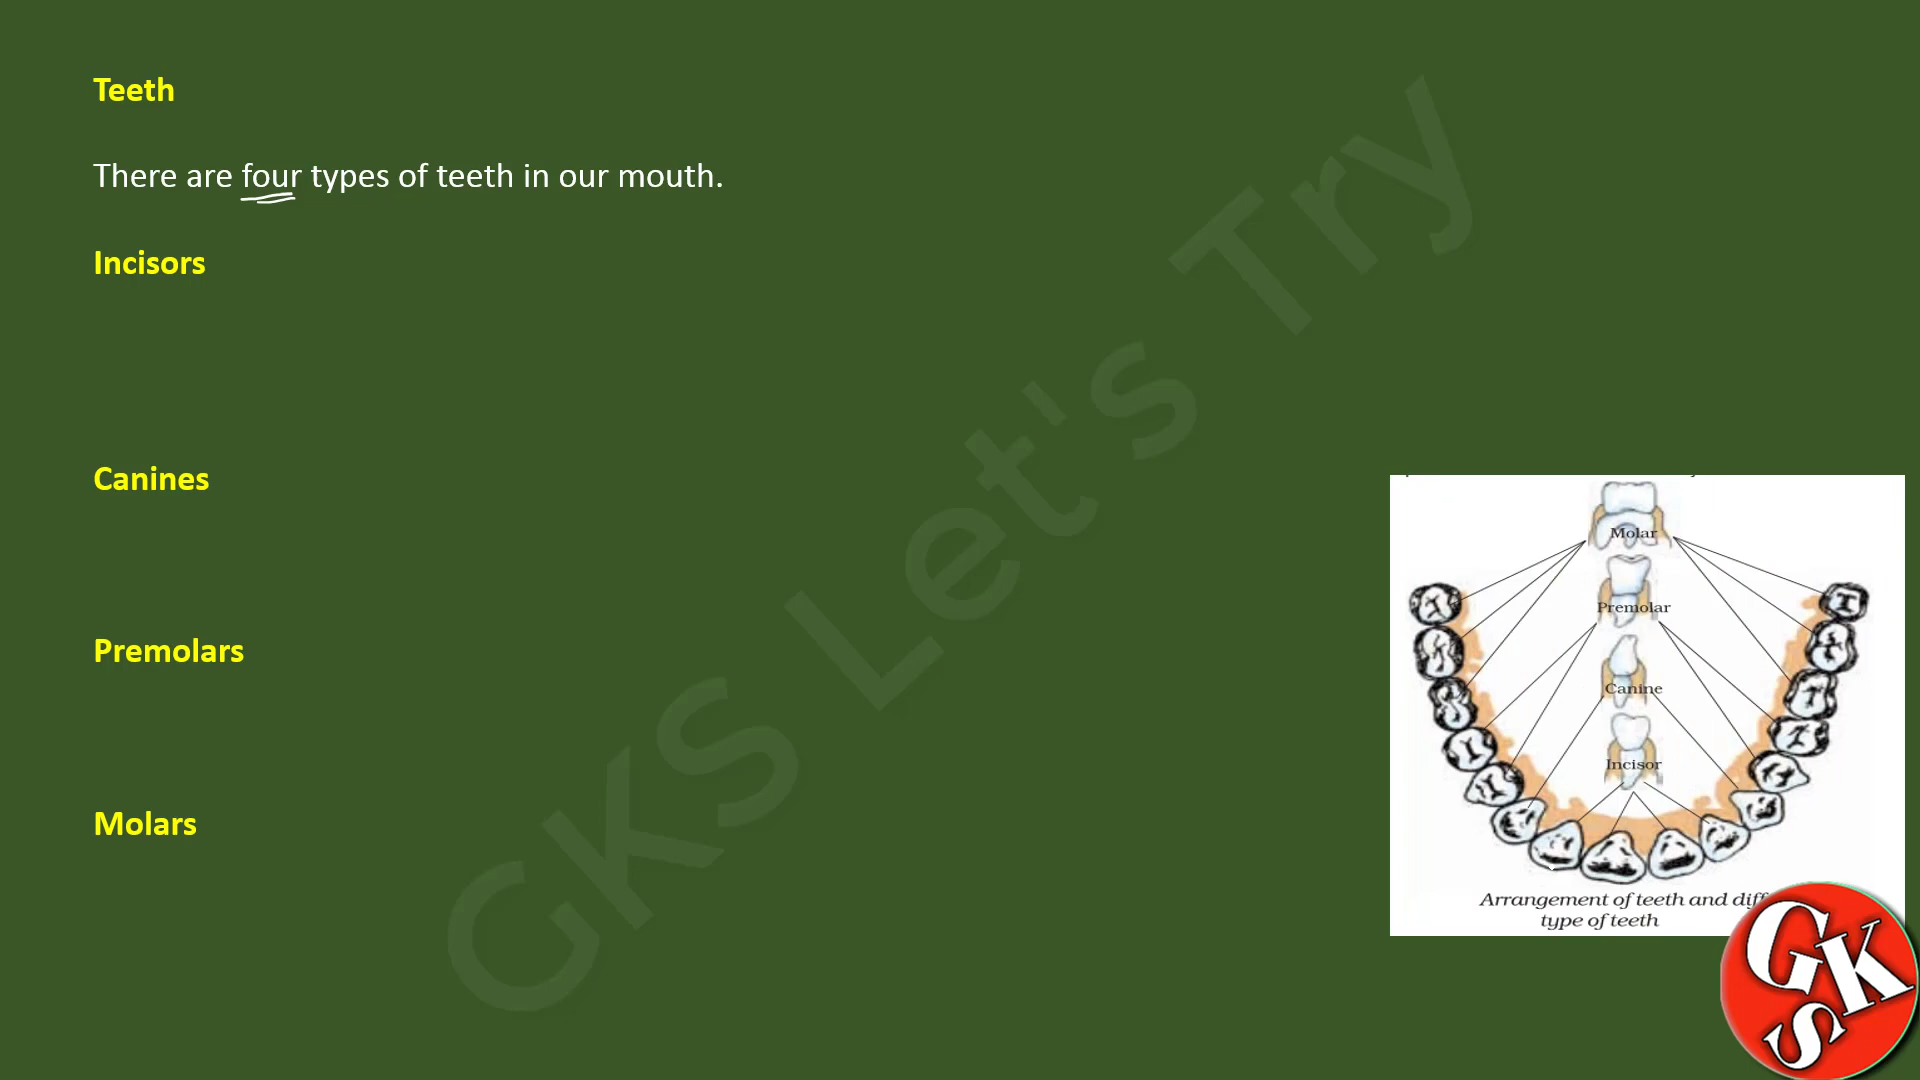 Teeth
There are four types of teeth in our mouth.
Incisors
Canines
Premolars
Molars
Molar
Premolar
Canine
Incisor
Arrangement of teeth and
type of teeth
GKS Let's Try
GKS